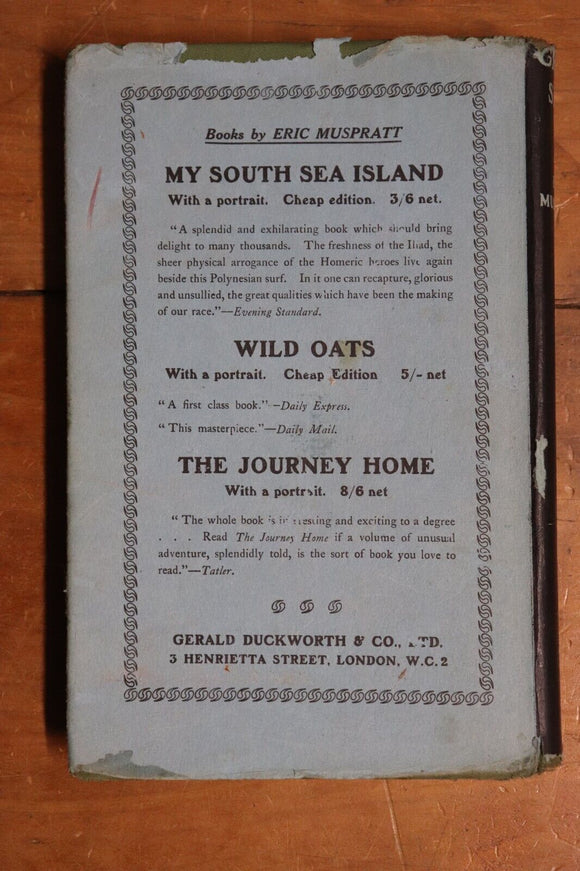 Books by ERIC MUSPRATT
MY SOUTH SEA ISLAND
With a portrait. Cheap edition. 3/6 net.
"A splendid and exhilarating book which should bring
delight to many thousands. The freshness of the Iliad, the
sheer physical arrogance of the Homeric heroes live again
beside this Polynesian surf. In it one can recapture, glorious
and unsullied, the great qualities which have been the making
of our race."—Evening Standard.
WILD OATS
With a portrait. Cheap Edition 5/- net
"A first class book."—Daily Express.
"This masterpiece."—Daily Mail.
THE JOURNEY HOME
With a portrait. 8/6 net
"The whole book is interesting and exciting to a degree
. . . Read The Journey Home if a volume of unusual
adventure, splendidly told, is the sort of book you love to
read."—Tatler.
GERALD DUCKWORTH & CO., LTD.
3 HENRIETTA STREET, LONDON, W.C.2